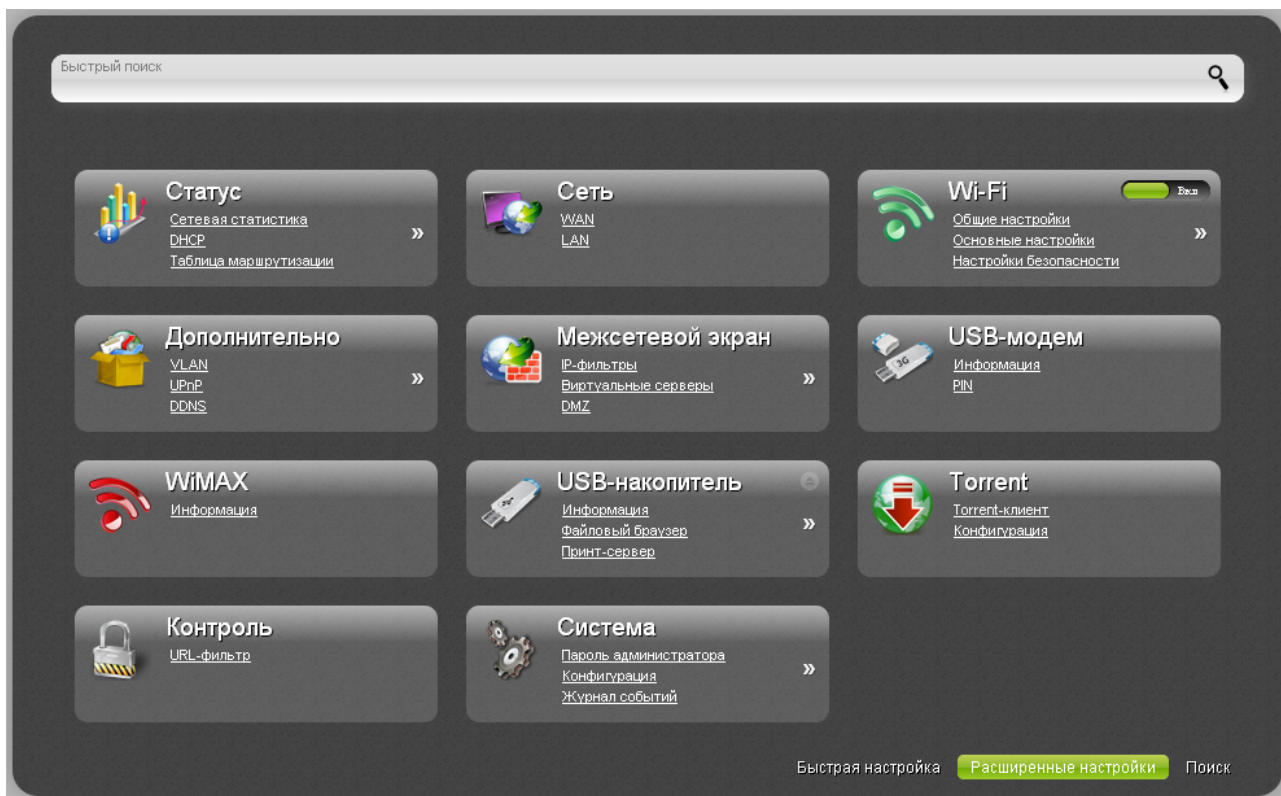 Быстрый поиск
Статус
Сетевая статистика
DHCP
Таблица маршрутизации
»
Сеть
WAN
LAN
Wi-Fi
Вкл
Общие настройки
Основные настройки
Настройки безопасности
»
Дополнительно
VLAN
UPnP
DDNS
»
Межсетевой экран
IP-фильтры
Виртуальные серверы
DMZ
»
USB-модем
Информация
PIN
3G
WiMAX
Информация
USB-накопитель
Информация
Файловый браузер
Принт-сервер
»
Torrent
Torrent-клиент
Конфигурация
Контроль
URL-фильтр
Система
Пароль администратора
Конфигурация
Журнал событий
»
Быстрая настройка
Расширенные настройки
Поиск